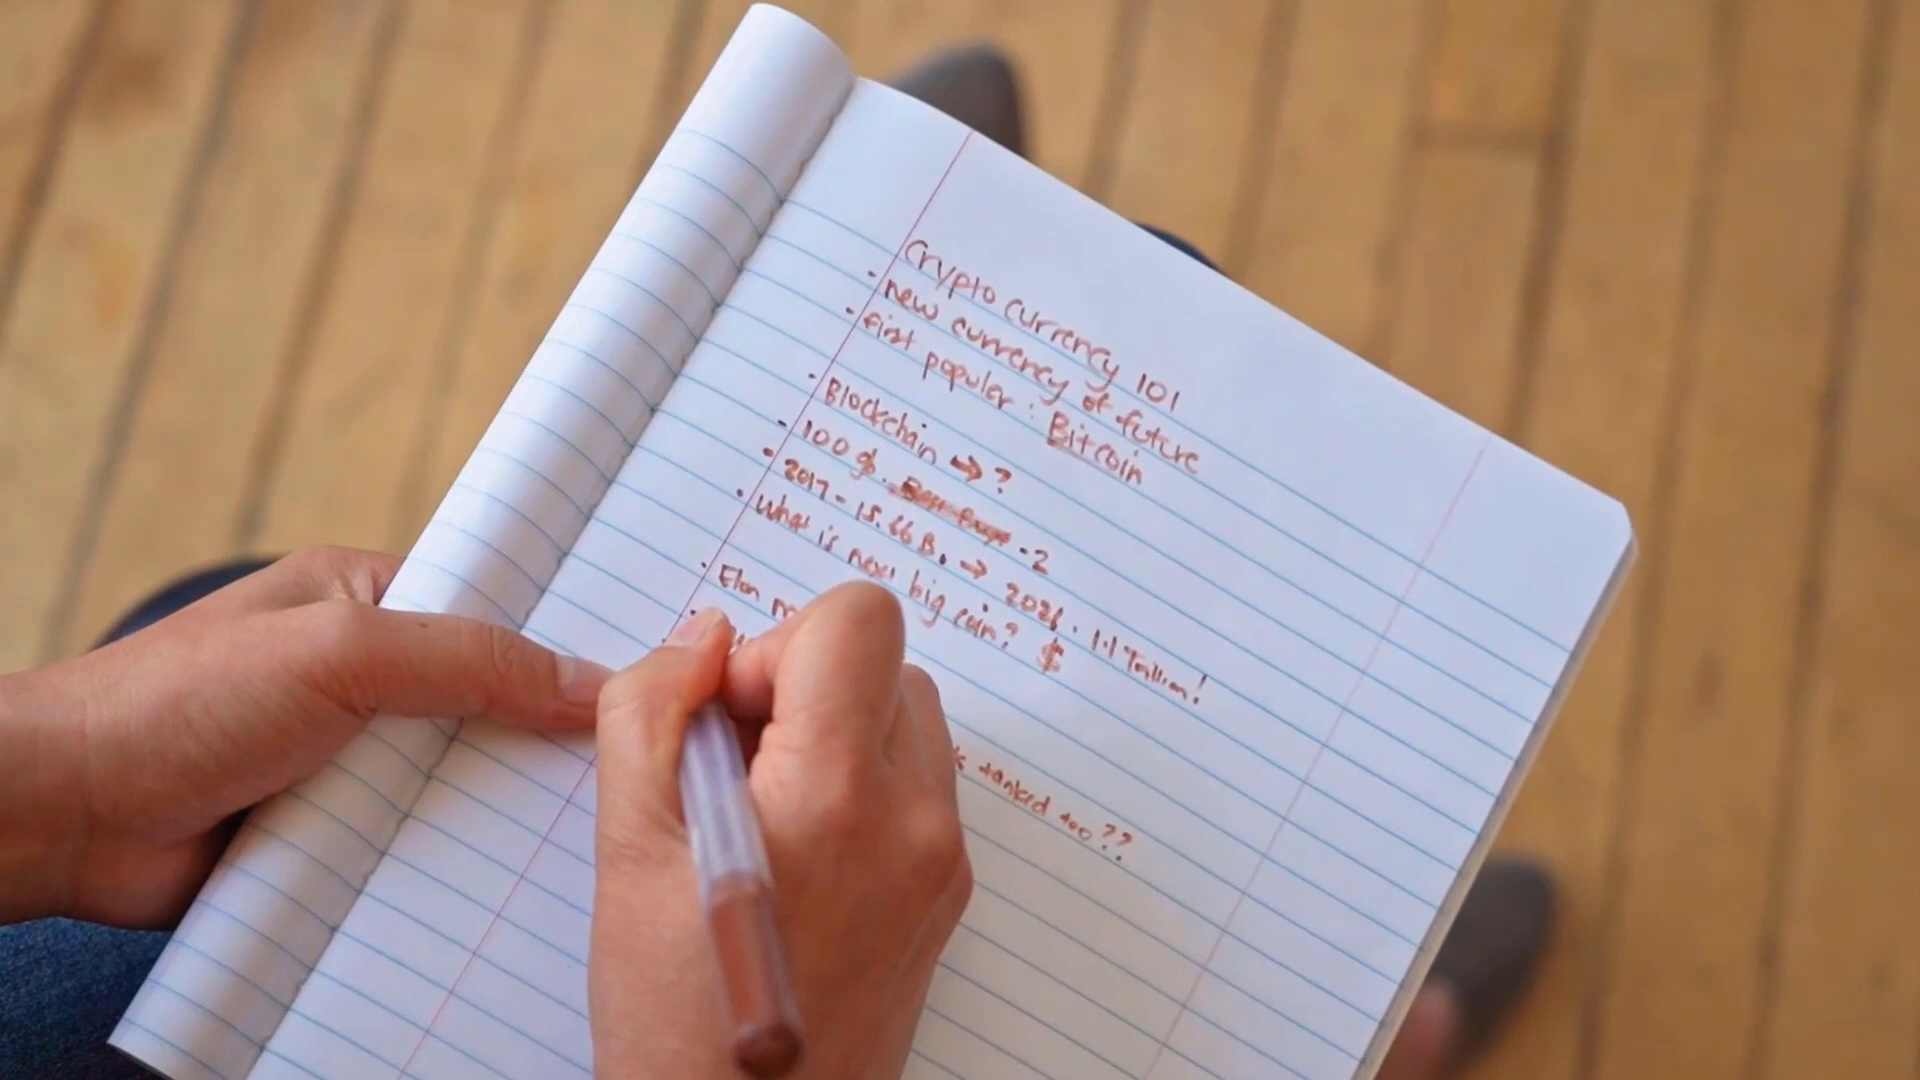 Crypto currency 101
• new currency of future
• first popular : Bitcoin
• Blockchain → ?
• 100 $. -2
• 2017 - 15.66 B. → 2021. 1.1 Trillion!
• What is next big coin? $
• Elon
tanked too??